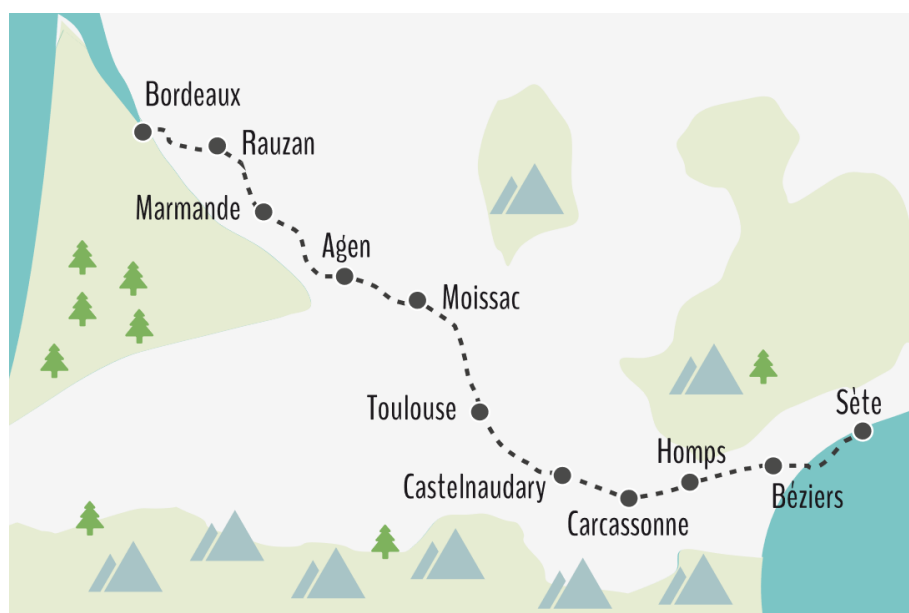 Bordeaux
Rauzan
Marmande
Agen
Moissac
Toulouse
Castelnaudary
Carcassonne
Homps
Béziers
Sète